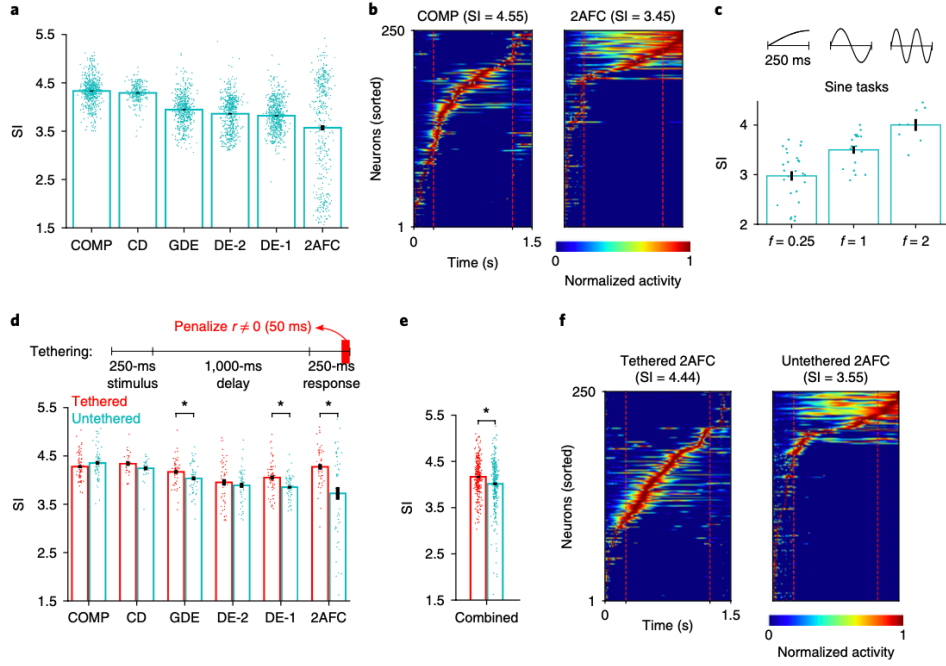 a
5.5
4.5
SI
3.5
2.5
1.5
COMP CD GDE DE-2 DE-1 2AFC
b
COMP (SI = 4.55)
2AFC (SI = 3.45)
250
Neurons (sorted)
1
0 1.5
Time (s)
0 1
Normalized activity
c
250 ms
Sine tasks
4
SI
3
2
f = 0.25 f = 1 f = 2
d
Penalize r ≠ 0 (50 ms)
Tethering:
250-ms
stimulus
1,000-ms
delay
250-ms
response
Tethered
Untethered
* * *
5.5
4.5
SI
3.5
2.5
1.5
COMP CD GDE DE-2 DE-1 2AFC
e
*
5.5
4.5
SI
3.5
2.5
1.5
Combined
f
Tethered 2AFC
(SI = 4.44)
Untethered 2AFC
(SI = 3.55)
250
Neurons (sorted)
1
0 1.5
Time (s)
0 1
Normalized activity